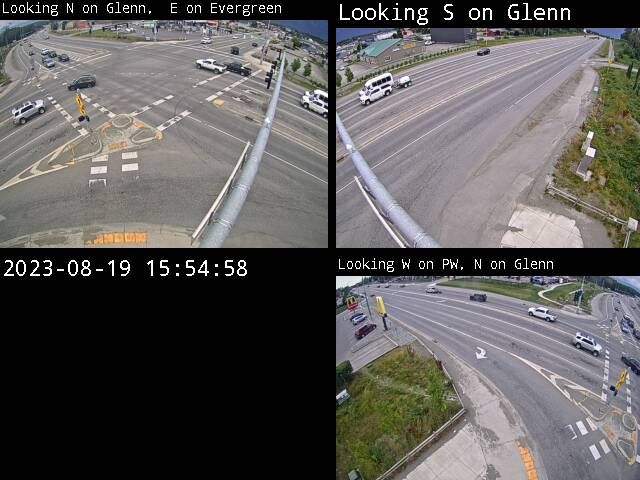 Looking N on Glenn,  E on Evergreen
Looking S on Glenn
2023-08-19 15:54:58
Looking W on PW, N on Glenn